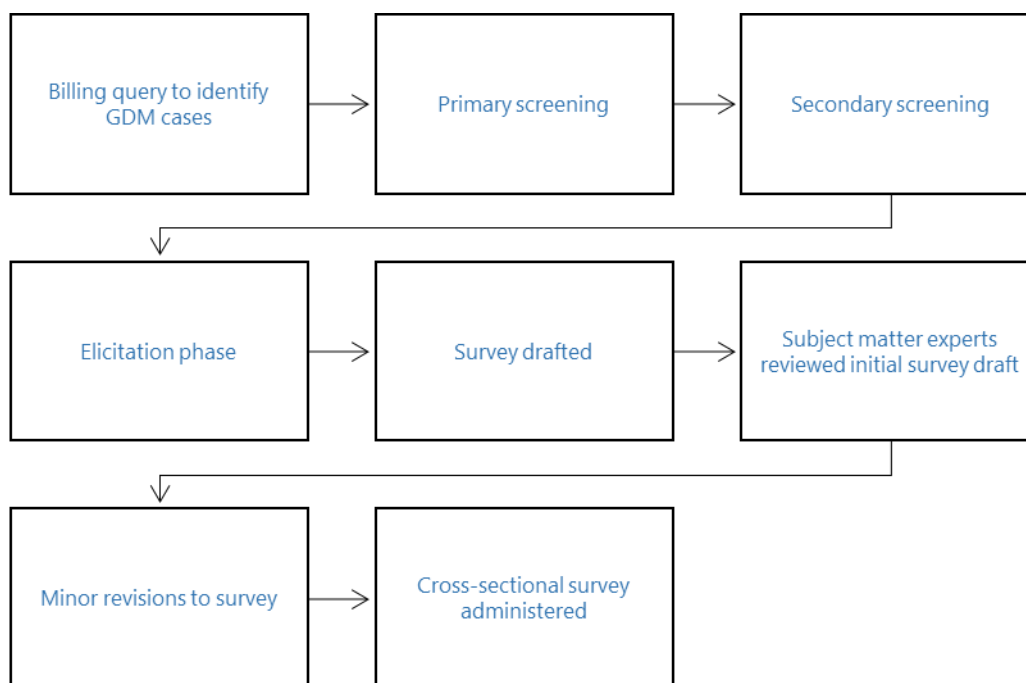 Billing query to identify
GDM cases
Primary screening
Secondary screening
Elicitation phase
Survey drafted
Subject matter experts
reviewed initial survey draft
Minor revisions to survey
Cross-sectional survey
administered